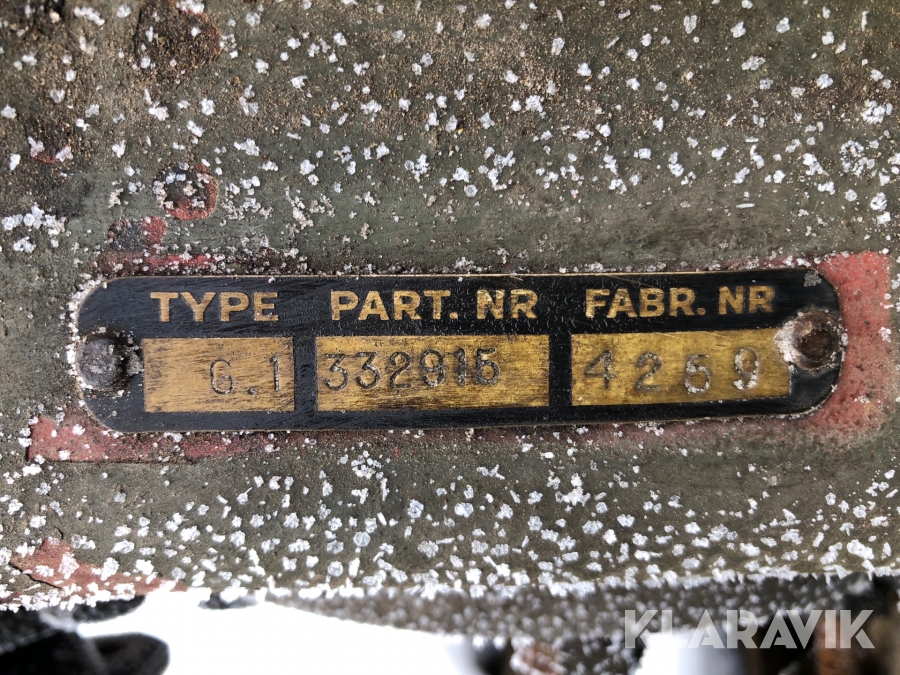 TYPE PART. NR FABR. NR
G.1 332915 4269
KLARAVIK